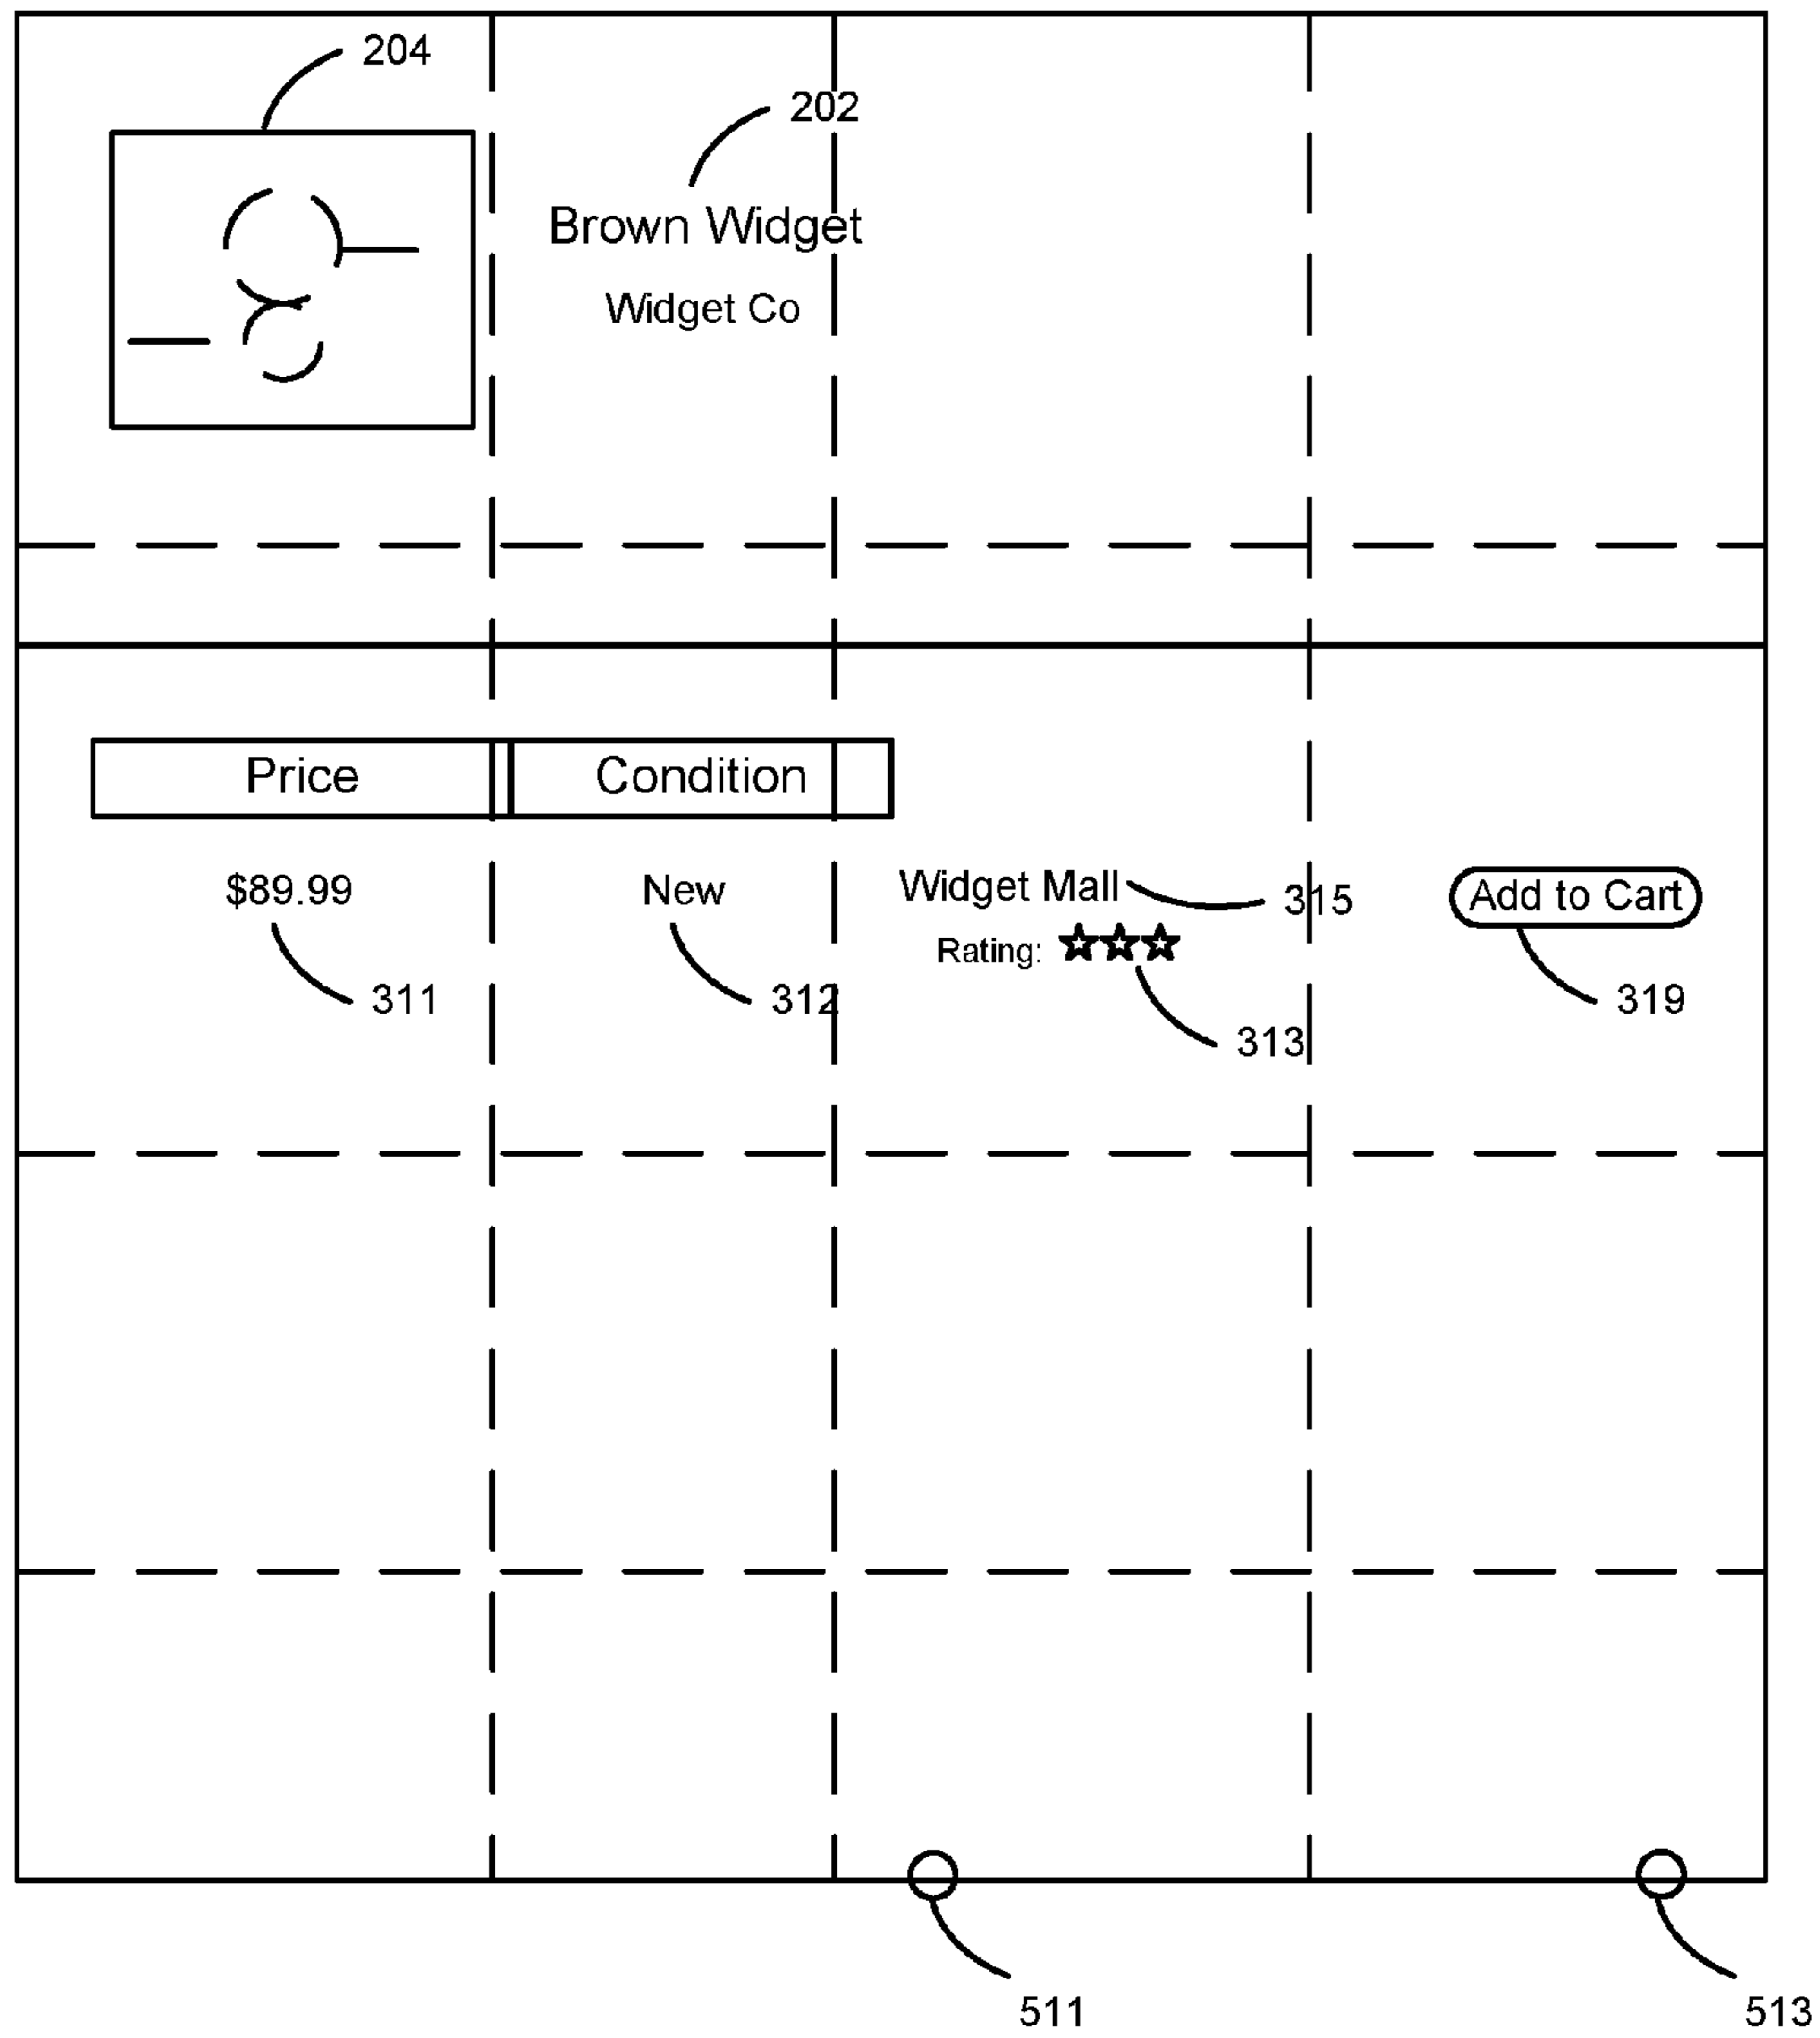 204
202
Brown Widget
Widget Co
Price Condition
$89.99 New Widget Mall 315 Add to Cart
Rating:
311 312 319
313
511 513